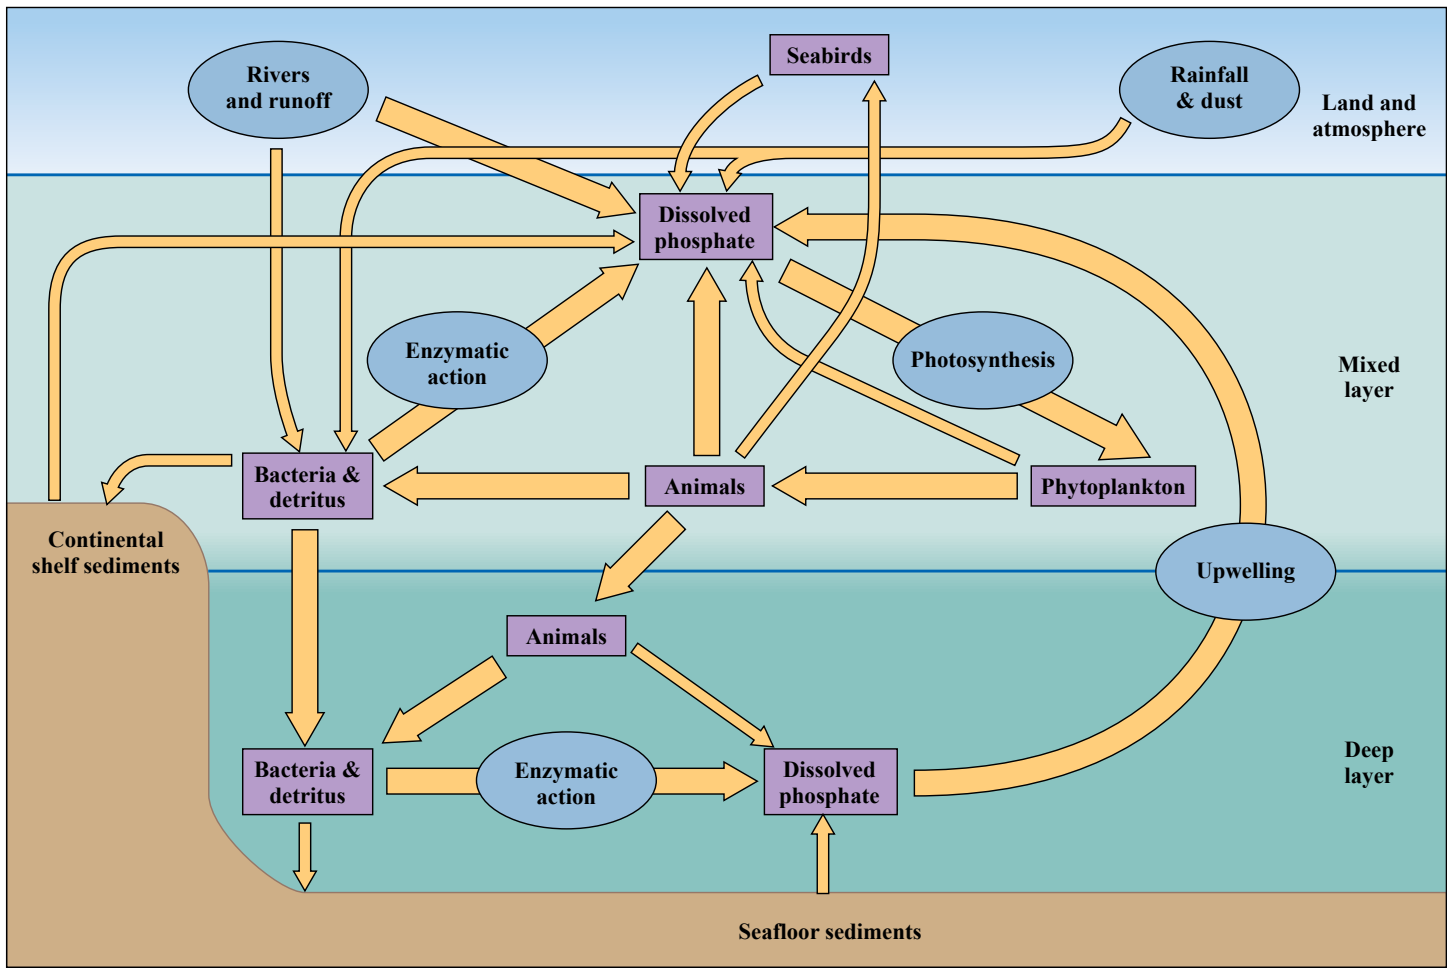 Seabirds
Rivers
and runoff
Rainfall
& dust
Land and
atmosphere
Dissolved
phosphate
Enzymatic
action
Photosynthesis
Mixed
layer
Bacteria &
detritus
Animals
Phytoplankton
Continental
shelf sediments
Upwelling
Animals
Bacteria &
detritus
Enzymatic
action
Dissolved
phosphate
Deep
layer
Seafloor sediments